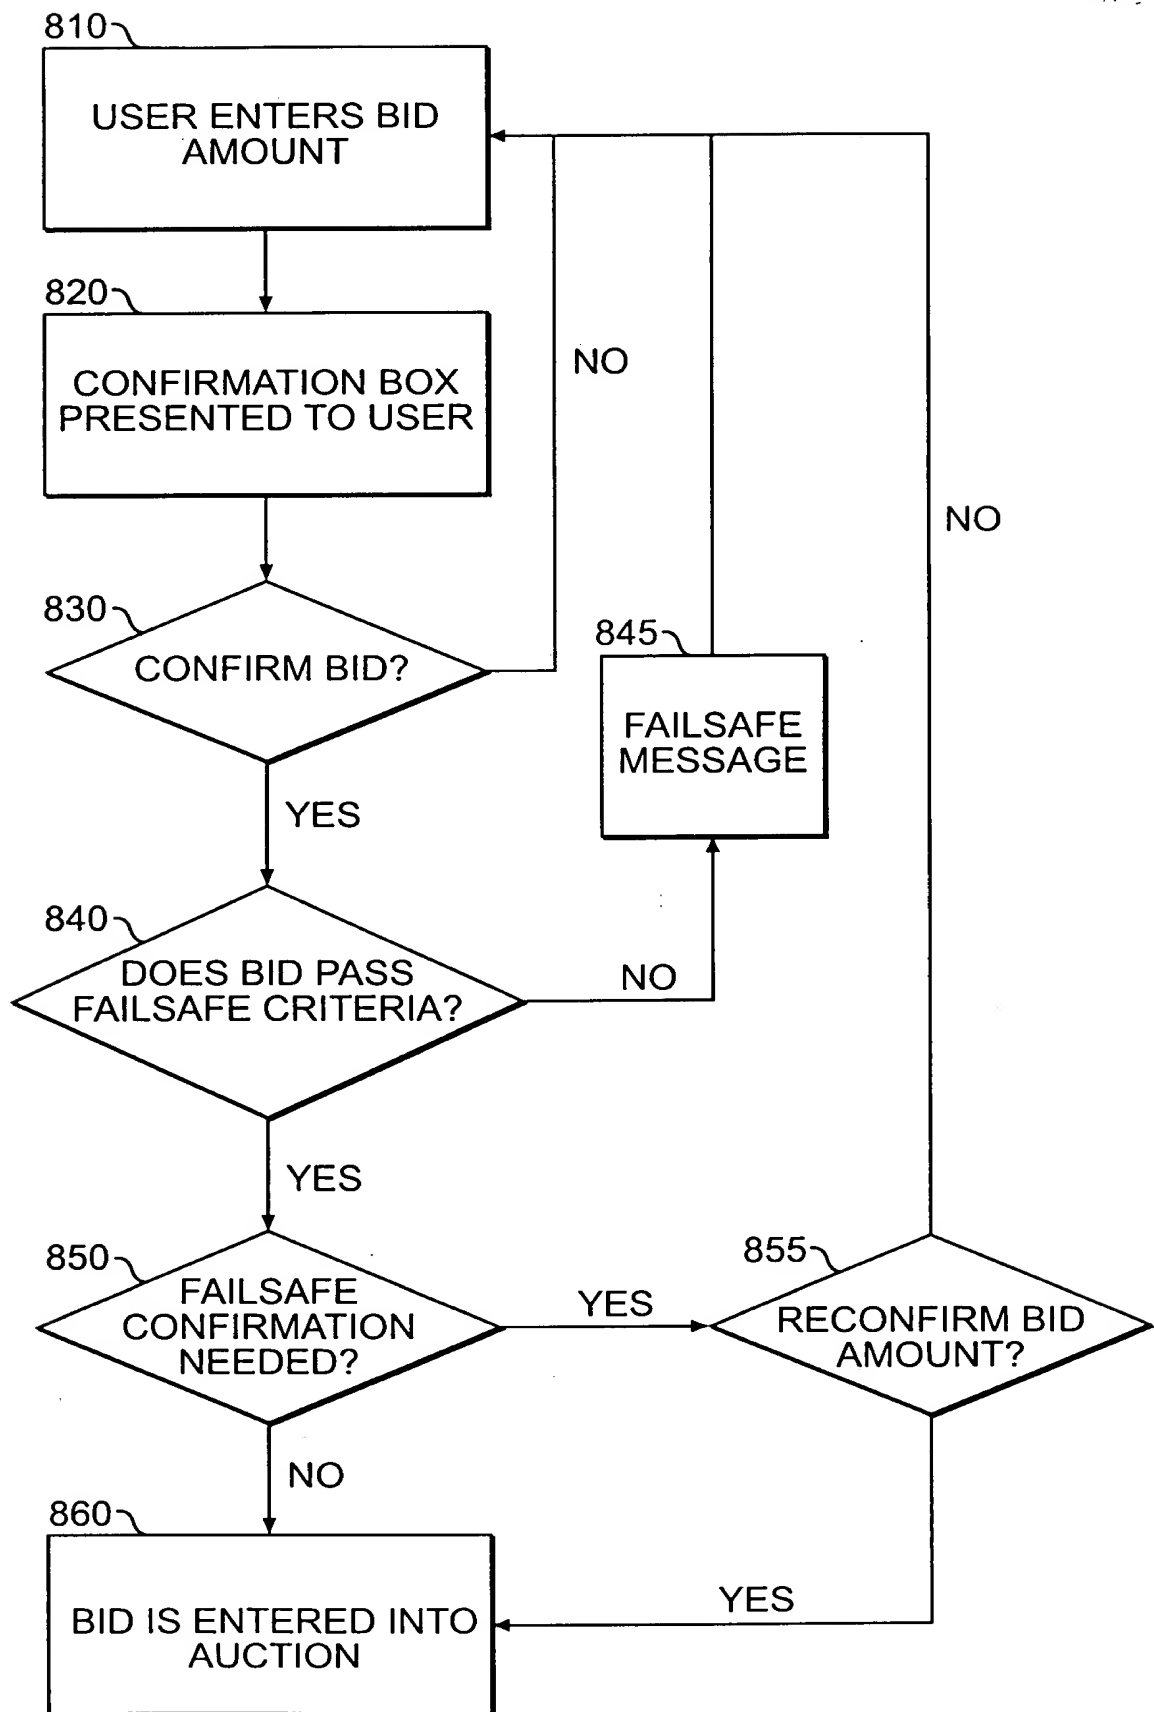 810
USER ENTERS BID
AMOUNT
820
CONFIRMATION BOX
PRESENTED TO USER
NO
NO
830
CONFIRM BID?
845
FAILSAFE
MESSAGE
YES
840
DOES BID PASS
FAILSAFE CRITERIA?
NO
YES
850
FAILSAFE
CONFIRMATION
NEEDED?
YES
855
RECONFIRM BID
AMOUNT?
NO
860
BID IS ENTERED INTO
AUCTION
YES